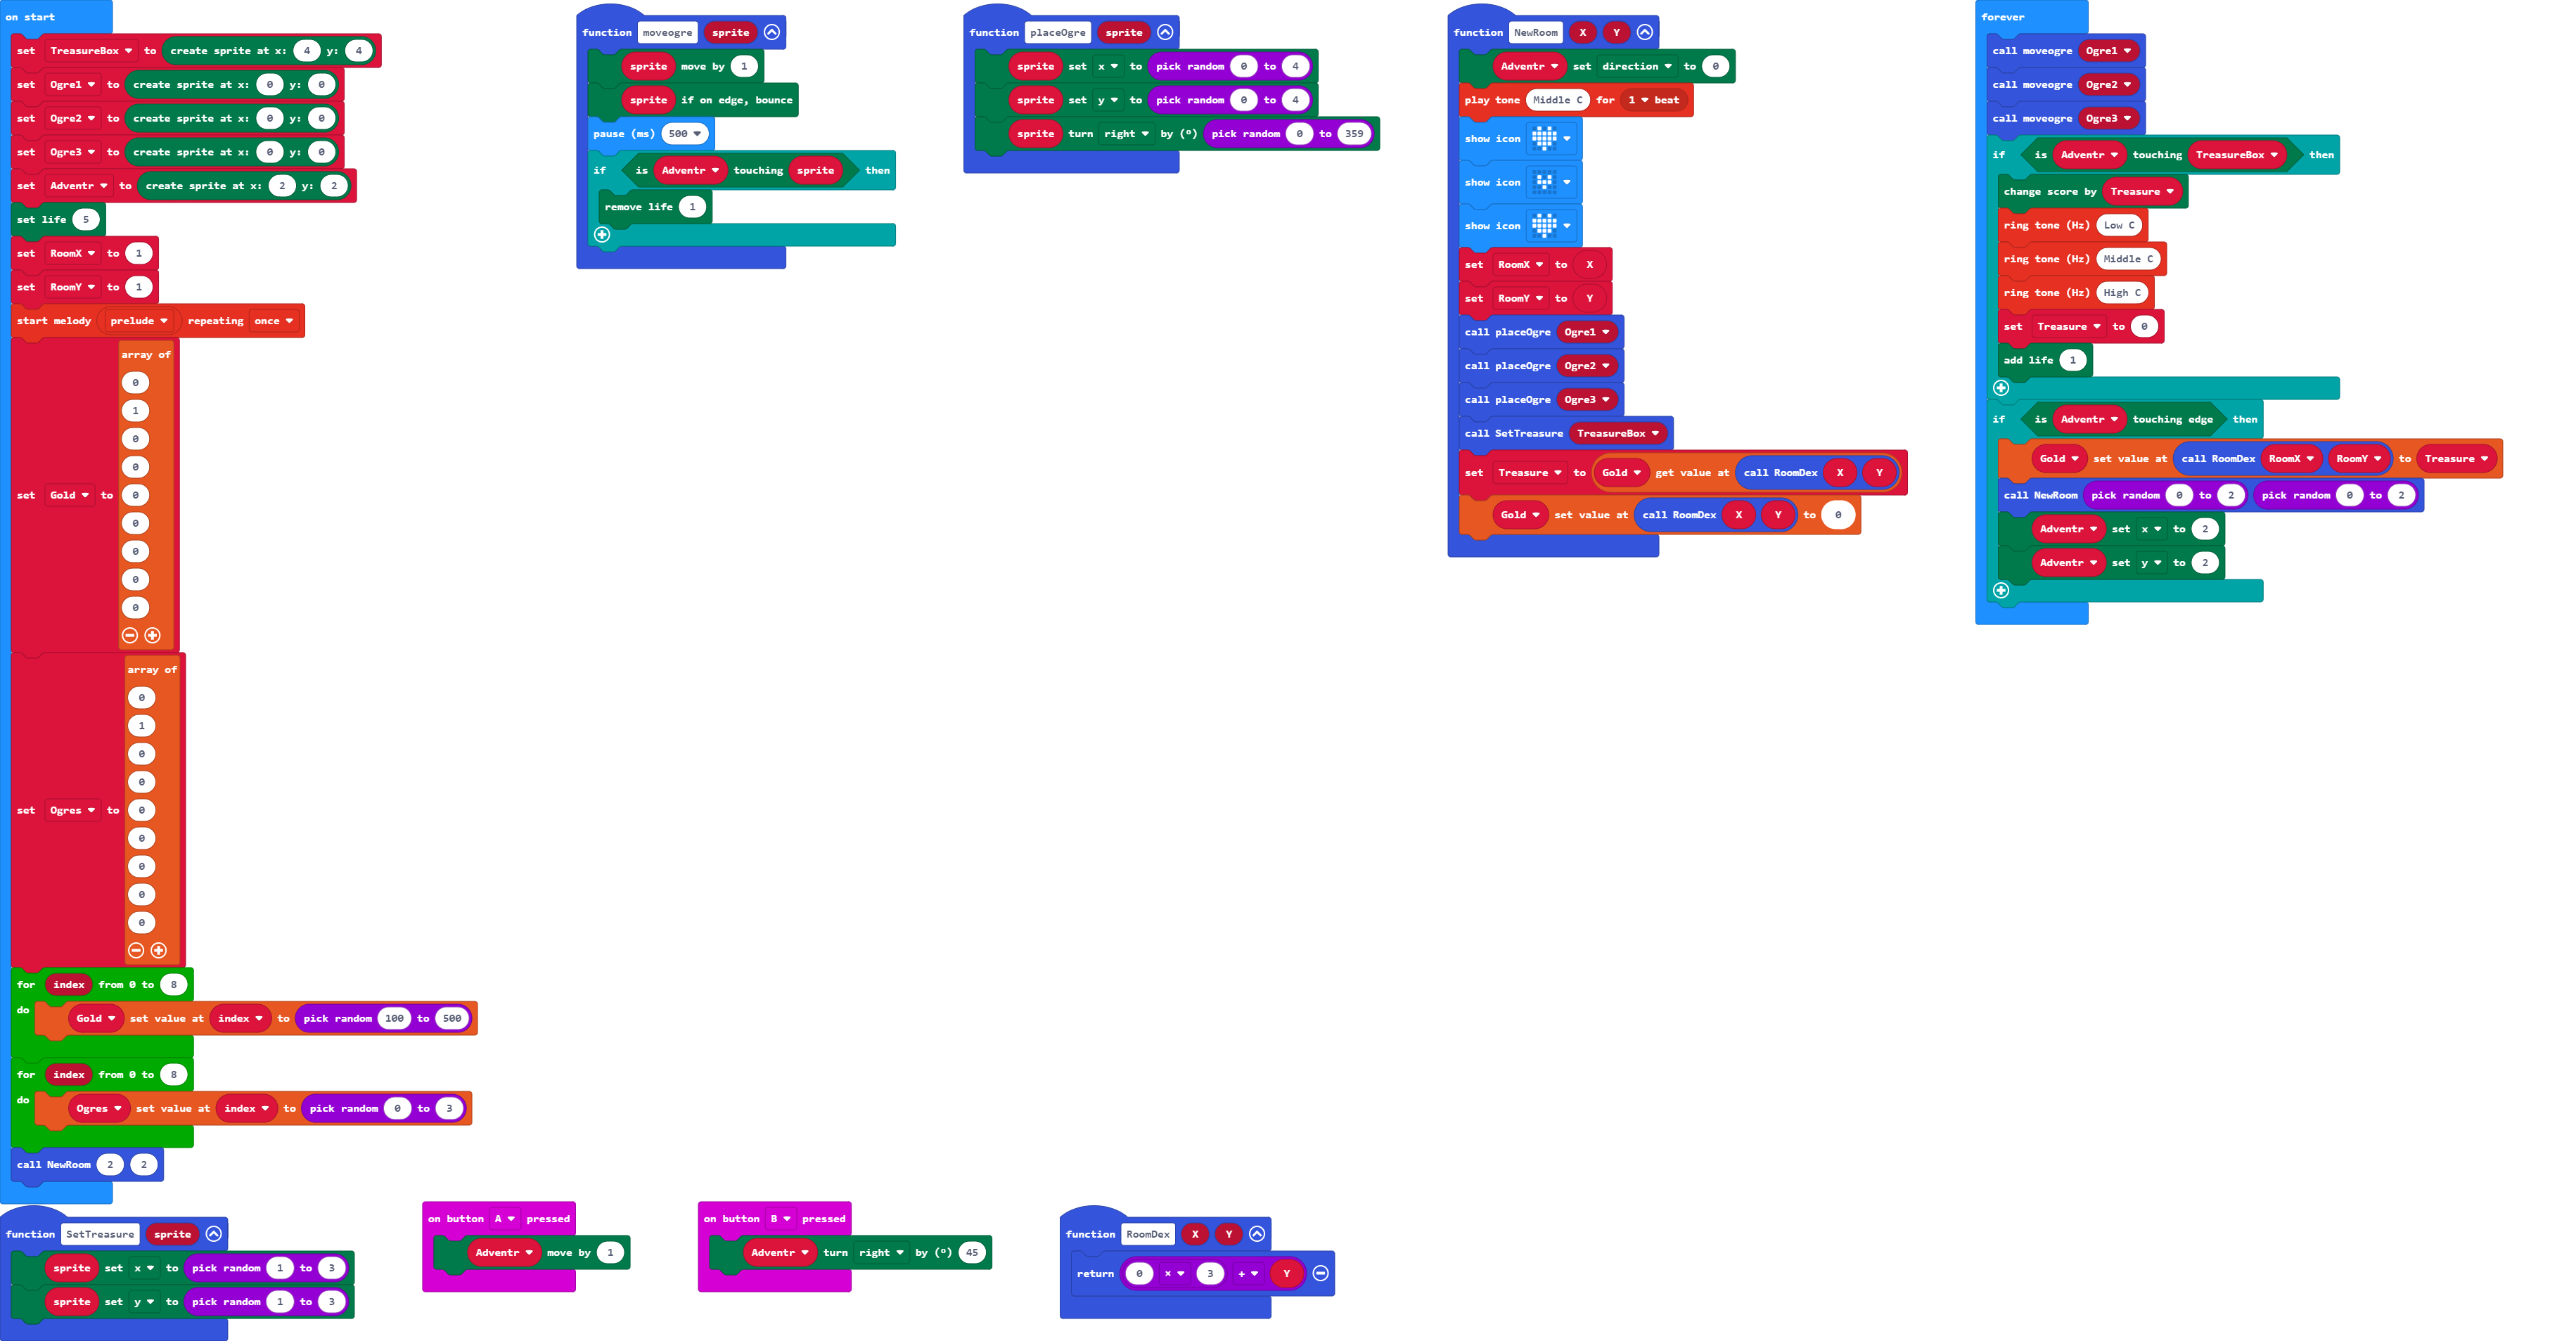 on start
set TreasureBox to create sprite at x: 4 y: 4
set Ogre1 to create sprite at x: 0 y: 0
set Ogre2 to create sprite at x: 0 y: 0
set Ogre3 to create sprite at x: 0 y: 0
set Adventr to create sprite at x: 2 y: 2
set life 5
set RoomX to 1
set RoomY to 1
start melody prelude repeating once
set Gold to array of
0
1
0
0
0
0
0
0
0
set Ogres to array of
0
1
0
0
0
0
0
0
0
for index from 0 to 8
do Gold set value at index to pick random 100 to 500
for index from 0 to 8
do Ogres set value at index to pick random 0 to 3
call NewRoom 2 2
function moveogre sprite
sprite move by 1
sprite if on edge, bounce
pause (ms) 500
if is Adventr touching sprite then
remove life 1
function placeOgre sprite
sprite set x to pick random 0 to 4
sprite set y to pick random 0 to 4
sprite turn right by (º) pick random 0 to 359
function NewRoom X Y
Adventr set direction to 0
play tone Middle C for 1 beat
show icon
show icon
show icon
set RoomX to X
set RoomY to Y
call placeOgre Ogre1
call placeOgre Ogre2
call placeOgre Ogre3
call SetTreasure TreasureBox
set Treasure to Gold get value at call RoomDex X Y
Gold set value at call RoomDex X Y to 0
forever
call moveogre Ogre1
call moveogre Ogre2
call moveogre Ogre3
if is Adventr touching TreasureBox then
change score by Treasure
ring tone (Hz) Low C
ring tone (Hz) Middle C
ring tone (Hz) High C
set Treasure to 0
add life 1
if is Adventr touching edge then
Gold set value at call RoomDex RoomX RoomY to Treasure
call NewRoom pick random 0 to 2 pick random 0 to 2
Adventr set x to 2
Adventr set y to 2
function SetTreasure sprite
sprite set x to pick random 1 to 3
sprite set y to pick random 1 to 3
on button A pressed
Adventr move by 1
on button B pressed
Adventr turn right by (º) 45
function RoomDex X Y
return 0 × 3 + Y